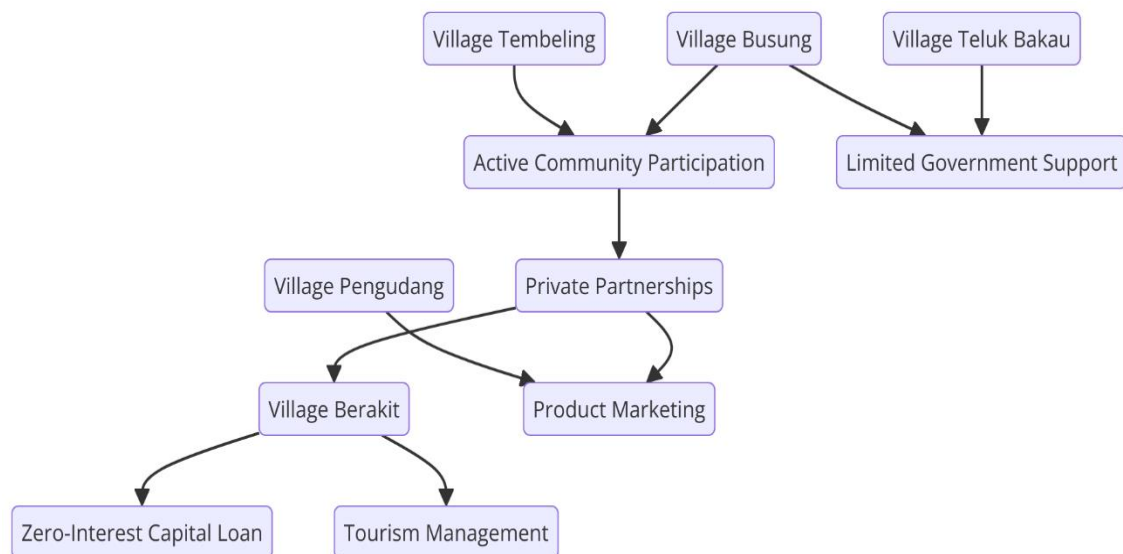 Village Tembeling
Village Busung
Village Teluk Bakau
Active Community Participation
Limited Government Support
Village Pengudang
Private Partnerships
Village Berakit
Product Marketing
Zero-Interest Capital Loan
Tourism Management